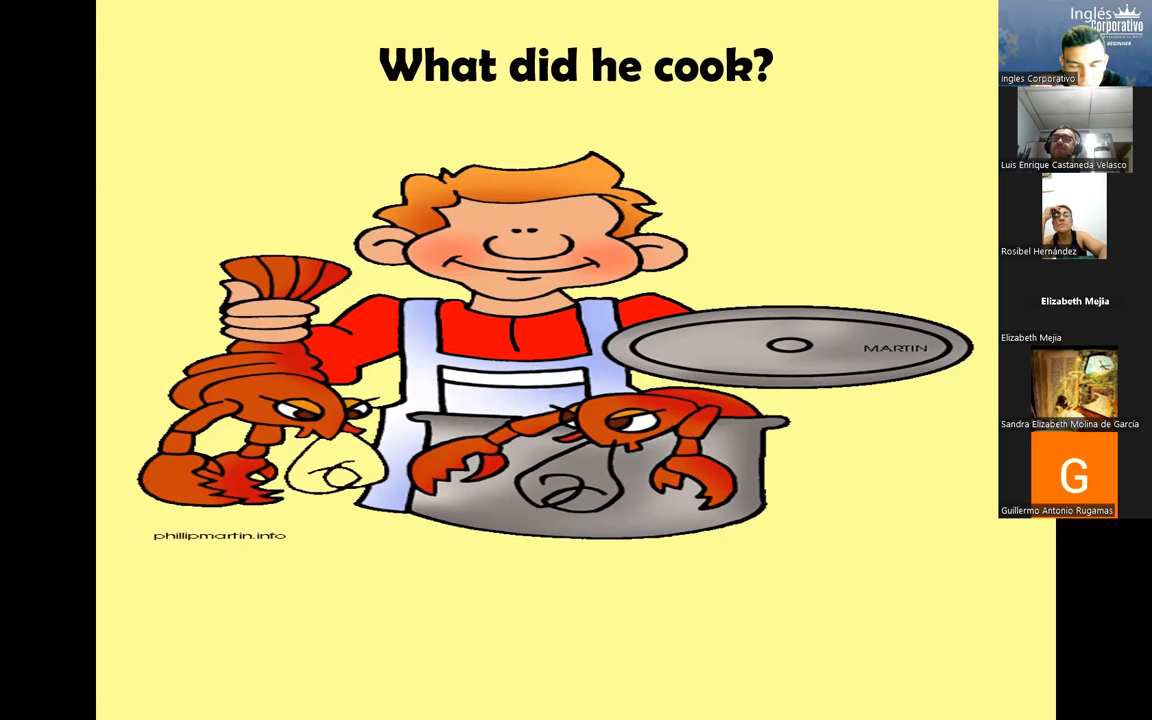 What did he cook?
MARTIN
phillipmartin.info
Inglés
Corporativo
BEGINNER
Ingles Corporativo
Luis Enrique Castaneda Velasco
Rosibel Hernández
Elizabeth Mejia
Elizabeth Mejia
Sandra Elizabeth Molina de García
G
Guillermo Antonio Rugamas